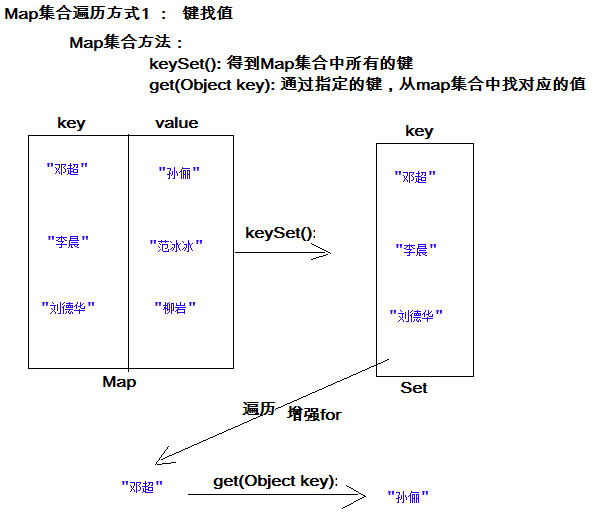 Map集合遍历方式1 : 键找值
Map集合方法:
keySet(): 得到Map集合中所有的键
get(Object key): 通过指定的键，从map集合中找对应的值
key value
"邓超" "孙俪"
"李晨" "范冰冰"
"刘德华" "柳岩"
Map
keySet():
key
"邓超"
"李晨"
"刘德华"
Set
遍历 增强for
"邓超" get(Object key): "孙俪"